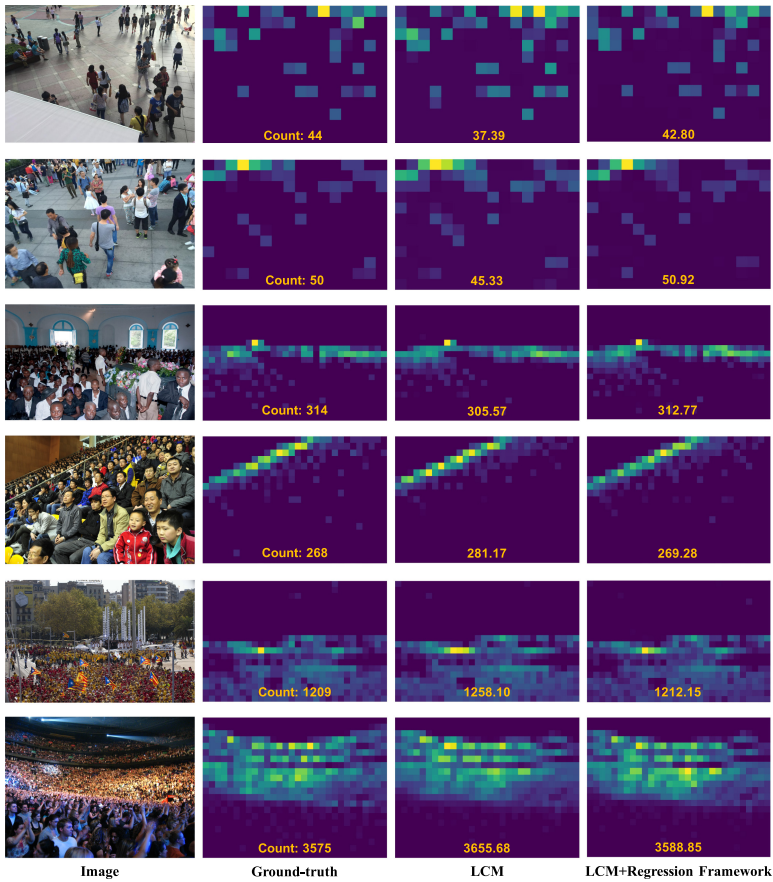 Count: 44 37.39 42.80
Count: 50 45.33 50.92
Count: 314 305.57 312.77
Count: 268 281.17 269.28
Count: 1209 1258.10 1212.15
Count: 3575 3655.68 3588.85
Image Ground-truth LCM LCM+Regression Framework